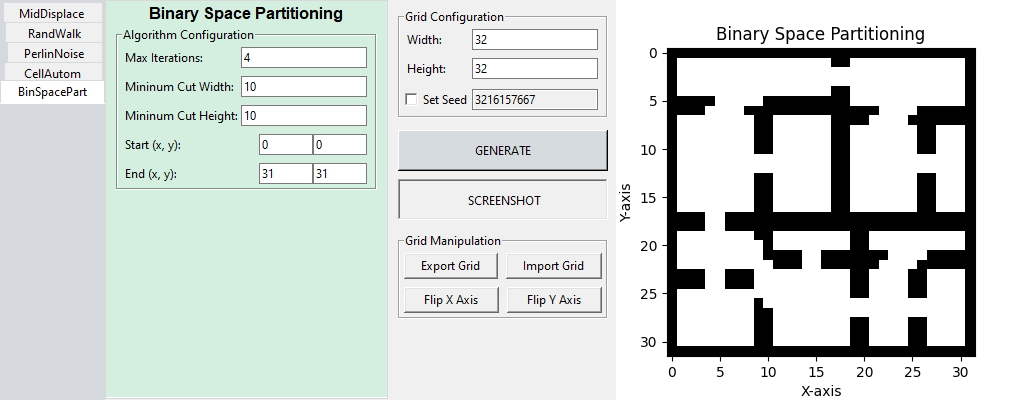 MidDisplace
RandWalk
PerlinNoise
CellAutom
BinSpacePart
Binary Space Partitioning
Algorithm Configuration
Max Iterations: 4
Mininum Cut Width: 10
Mininum Cut Height: 10
Start (x, y): 0 0
End (x, y): 31 31
Grid Configuration
Width: 32
Height: 32
Set Seed 3216157667
GENERATE
SCREENSHOT
Grid Manipulation
Export Grid Import Grid
Flip X Axis Flip Y Axis
Binary Space Partitioning
0
5
10
15
20
25
30
Y-axis
0 5 10 15 20 25 30
X-axis